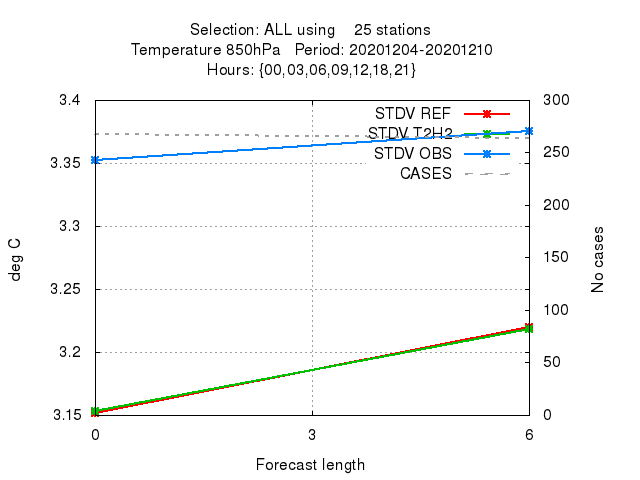 Selection: ALL using    25 stations
Temperature 850hPa   Period: 20201204-20201210
Hours: {00,03,06,09,12,18,21}
3.4
3.35
3.3
3.25
3.2
3.15
deg C
STDV REF
STDV T2H2
STDV OBS
CASES
300
250
200
150
100
50
0
No cases
0 3 6
Forecast length